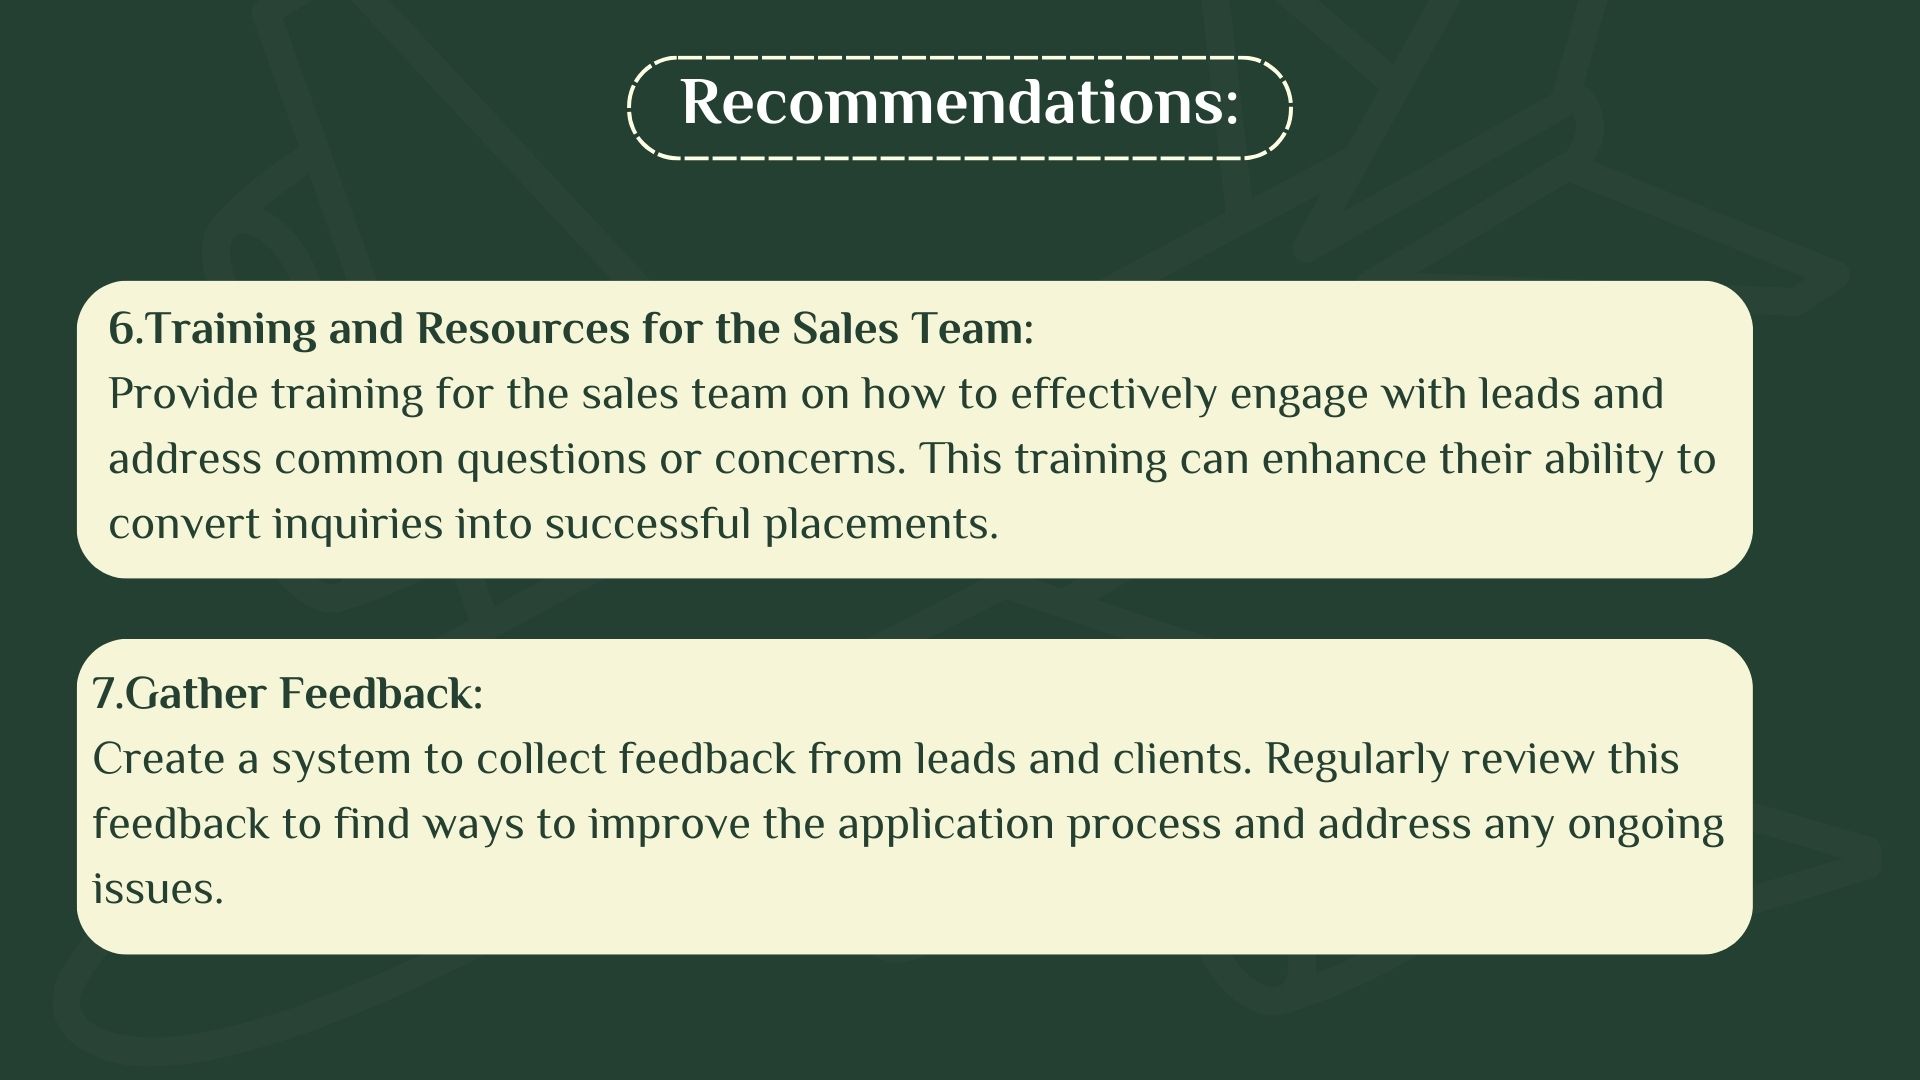 Recommendations:
6.Training and Resources for the Sales Team:
Provide training for the sales team on how to effectively engage with leads and
address common questions or concerns. This training can enhance their ability to
convert inquiries into successful placements.
7.Gather Feedback:
Create a system to collect feedback from leads and clients. Regularly review this
feedback to find ways to improve the application process and address any ongoing
issues.